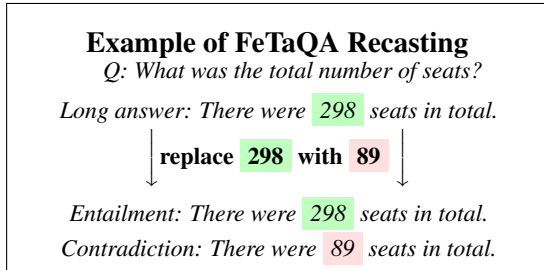 Example of FeTaQA Recasting
Q: What was the total number of seats?
Long answer: There were 298 seats in total.
replace 298 with 89
Entailment: There were 298 seats in total.
Contradiction: There were 89 seats in total.